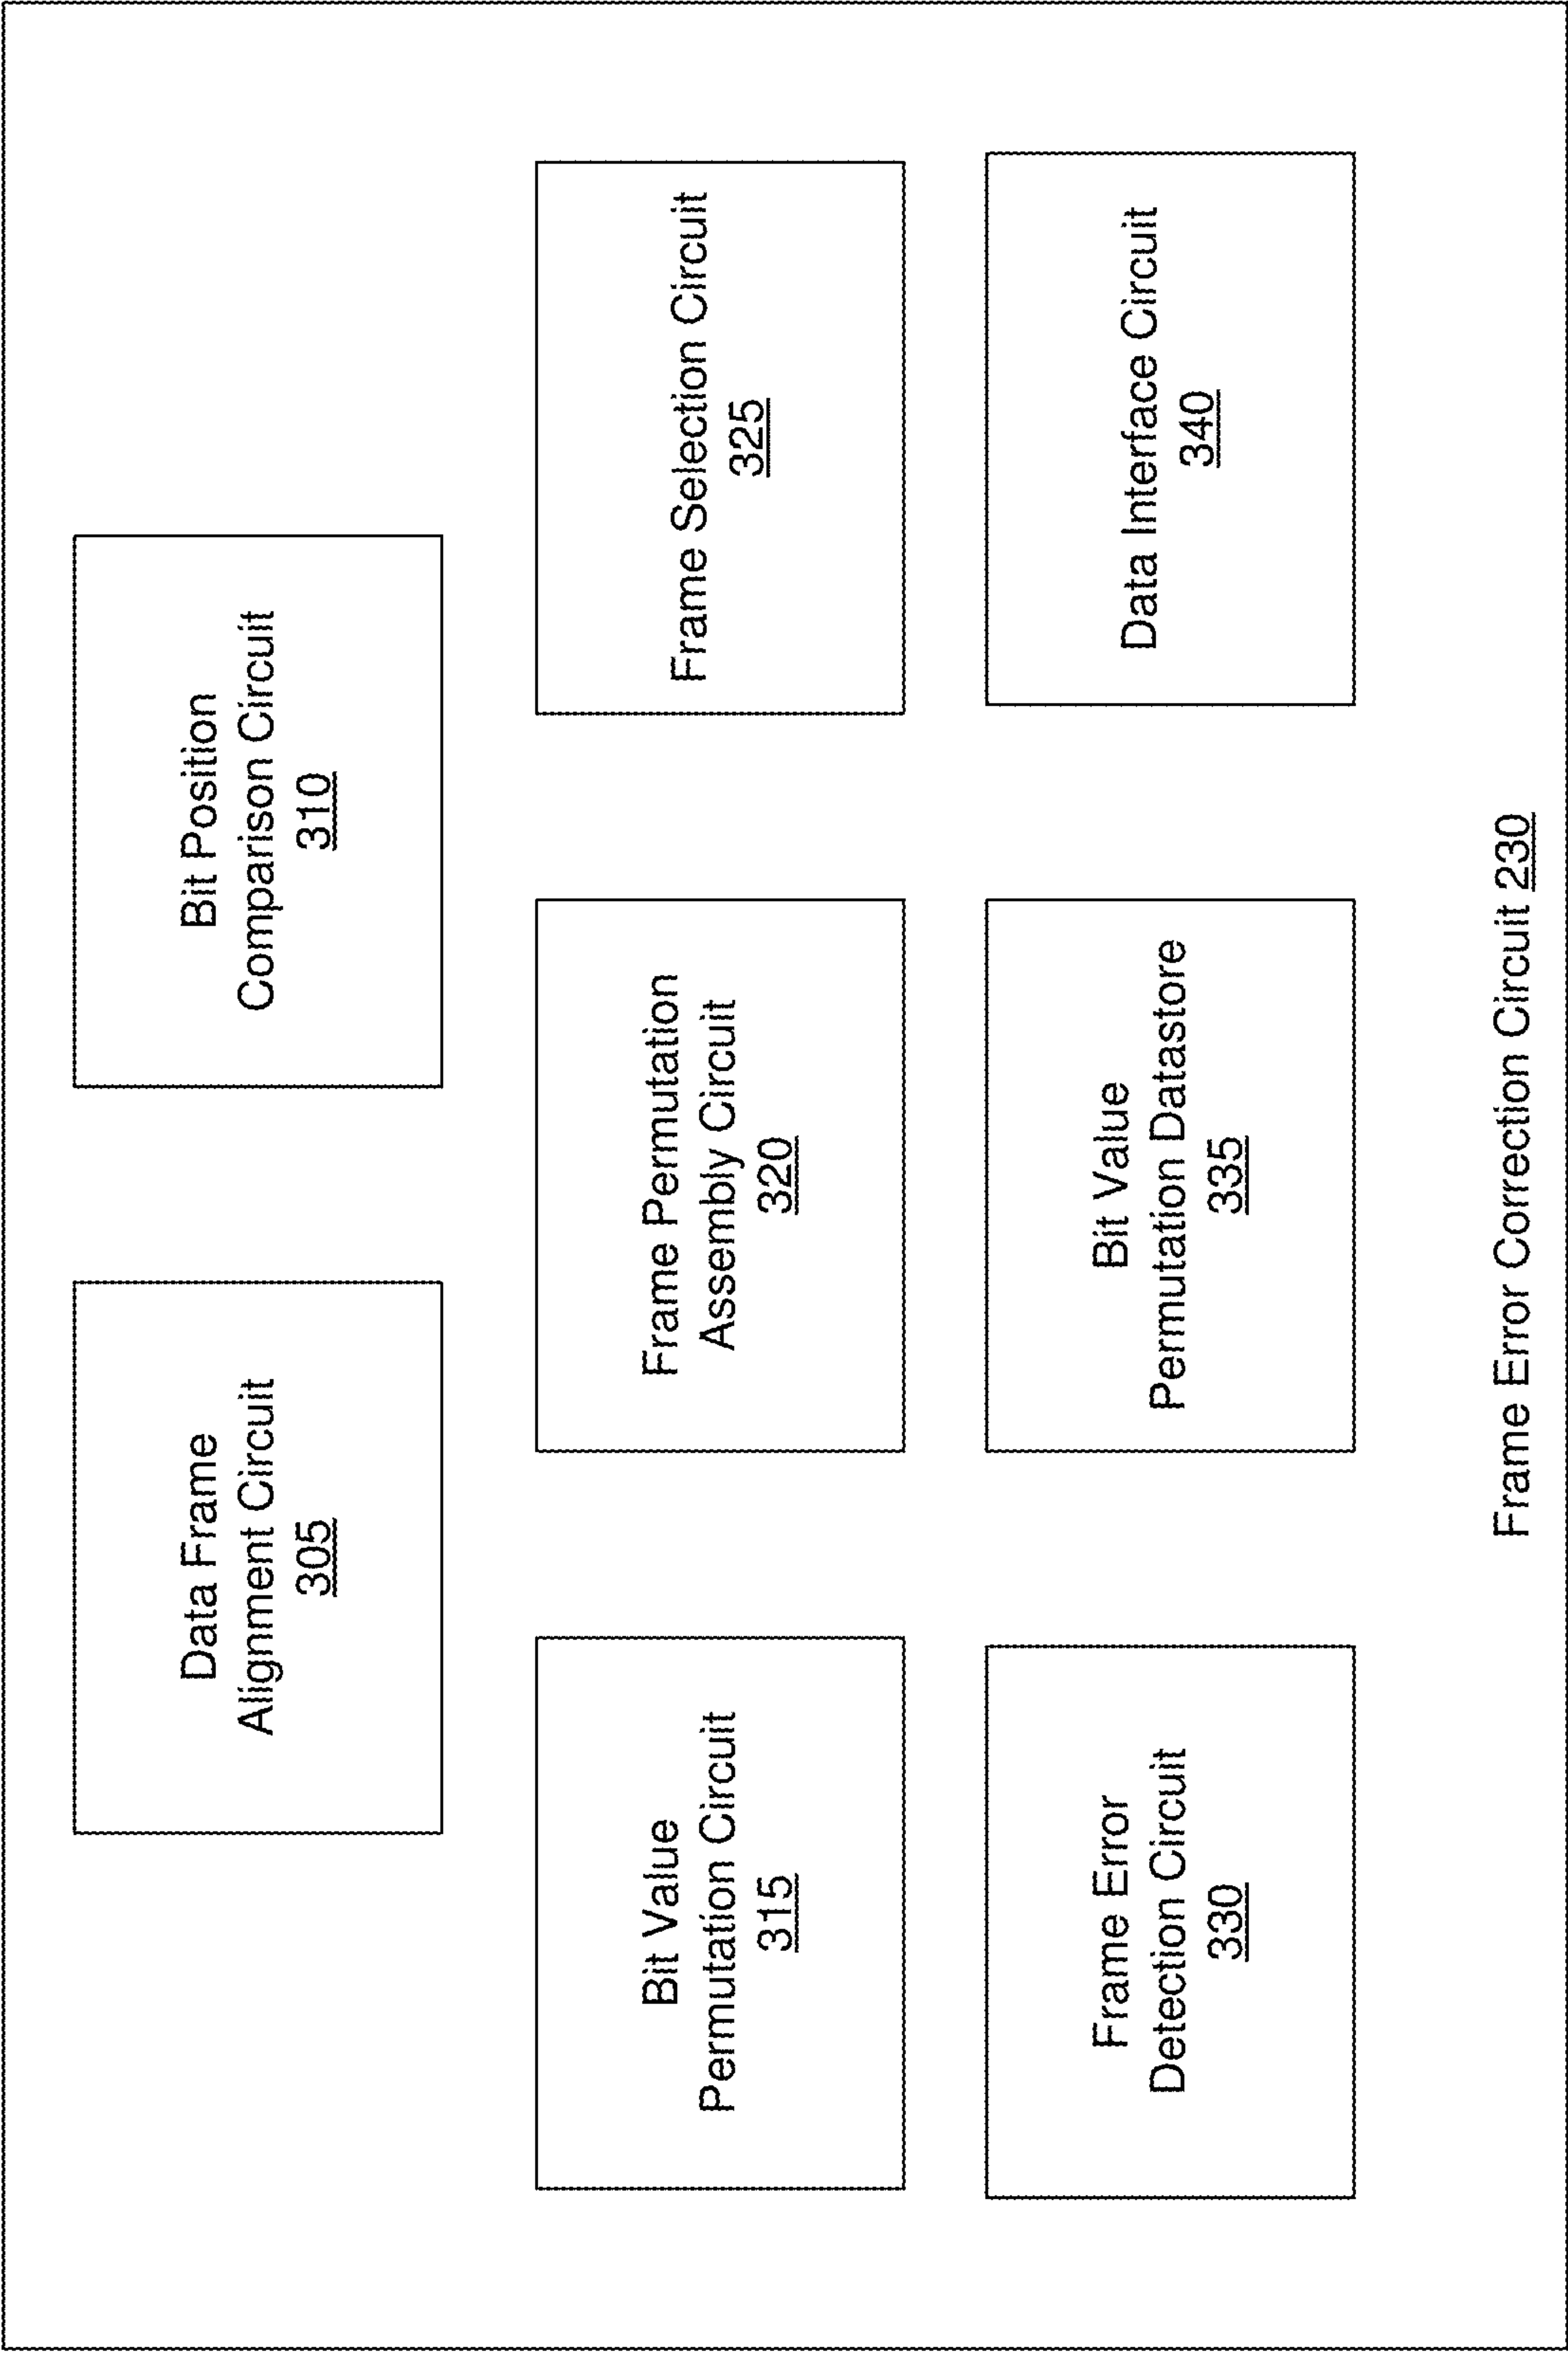 Data Frame
Alignment Circuit
305
Bit Position
Comparison Circuit
310
Bit Value
Permutation Circuit
315
Frame Permutation
Assembly Circuit
320
Frame Selection Circuit
325
Frame Error
Detection Circuit
330
Bit Value
Permutation Datastore
335
Data Interface Circuit
340
Frame Error Correction Circuit 230